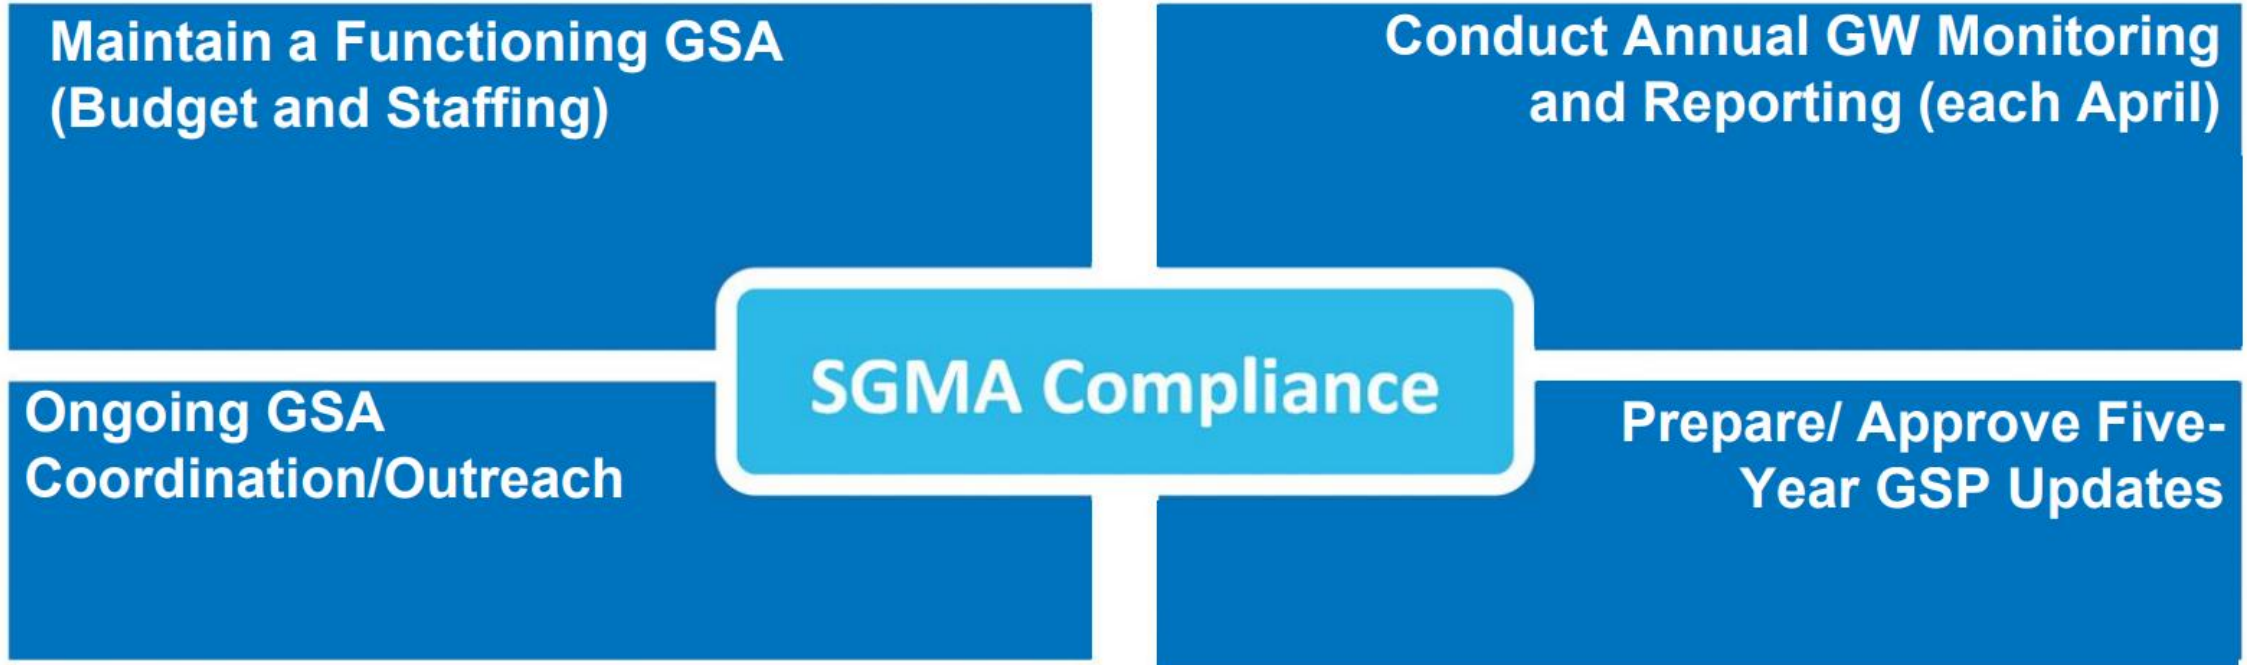 Maintain a Functioning GSA
(Budget and Staffing)
Conduct Annual GW Monitoring
and Reporting (each April)
SGMA Compliance
Ongoing GSA
Coordination/Outreach
Prepare/ Approve Five-
Year GSP Updates